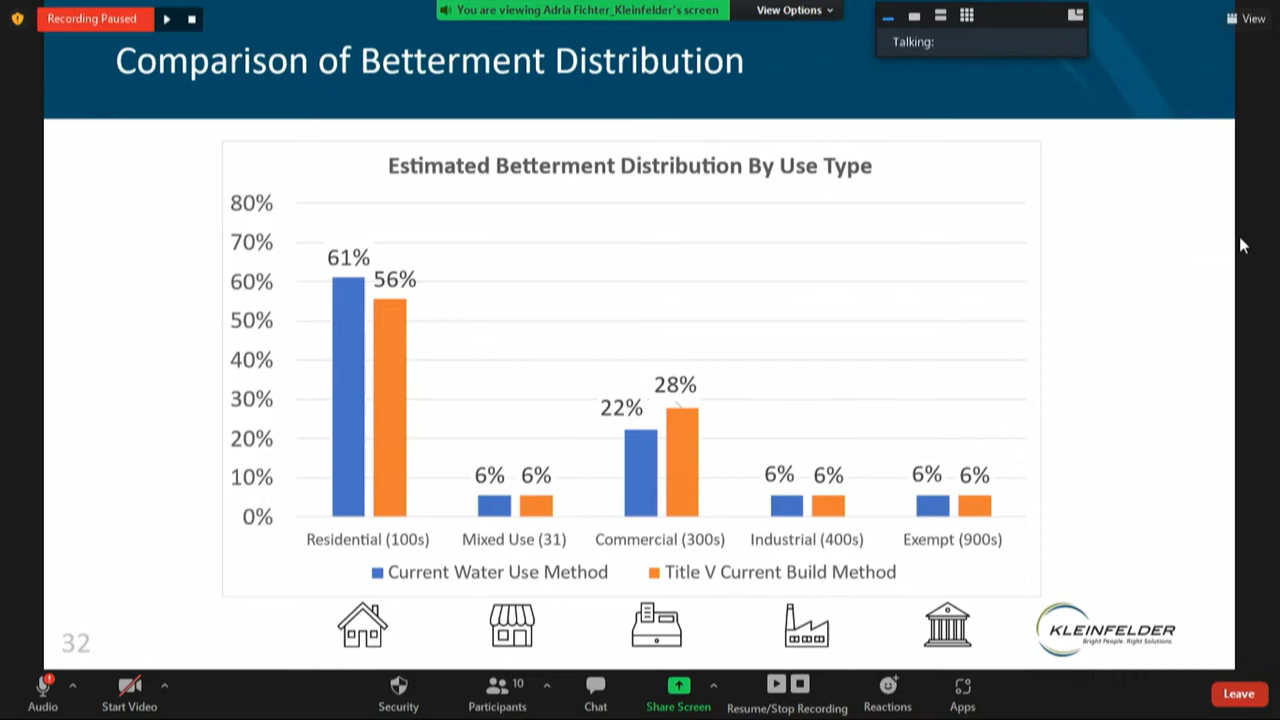 Recording Paused
You are viewing Adria Fichter_Kleinfelder's screen
View Options
Talking:
View
Comparison of Betterment Distribution
Estimated Betterment Distribution By Use Type
80%
70%
60%
50%
40%
30%
20%
10%
0%
61%
56%
6%
6%
22%
28%
6%
6%
6%
6%
Residential (100s)
Mixed Use (31)
Commercial (300s)
Industrial (400s)
Exempt (900s)
Current Water Use Method
Title V Current Build Method
32
KLEINFELDER
Bright People. Right Solutions.
Audio
Start Video
Security
10
Participants
Chat
Share Screen
Resume/Stop Recording
Reactions
Apps
Leave